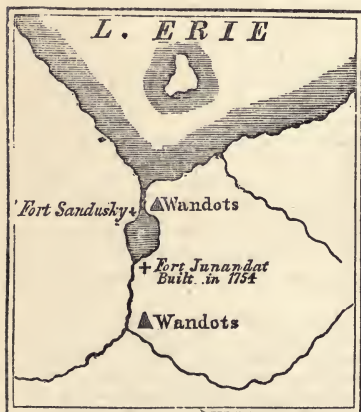 L. ERIE
Fort Sandusky
Wandots
Fort Junandat
Built in 1754
Wandots